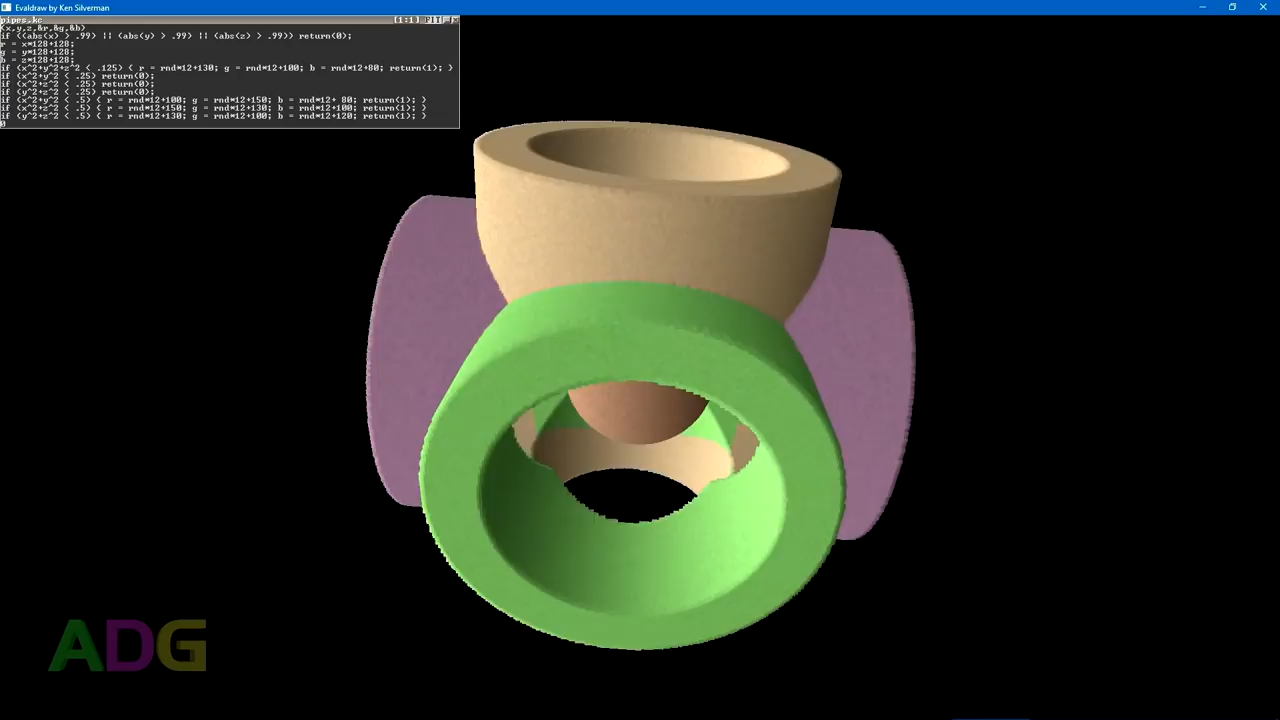 Evaldraw by Ken Silverman
pipes.kc [1:1] FIT
(x,y,z,&r,&g,&b)
if ((abs(x) > .99) || (abs(y) > .99) || (abs(z) > .99)) return(0);
r = x*128+128;
g = y*128+128;
b = z*128+128;
if (x^2+y^2+z^2 < .125) { r = rnd*12+130; g = rnd*12+100; b = rnd*12+80; return(1); }
if (x^2+y^2 < .25) return(0);
if (x^2+z^2 < .25) return(0);
if (y^2+z^2 < .25) return(0);
if (x^2+y^2 < .5) { r = rnd*12+100; g = rnd*12+150; b = rnd*12+ 80; return(1); }
if (x^2+z^2 < .5) { r = rnd*12+150; g = rnd*12+130; b = rnd*12+100; return(1); }
if (y^2+z^2 < .5) { r = rnd*12+130; g = rnd*12+100; b = rnd*12+120; return(1); }
0
ADG